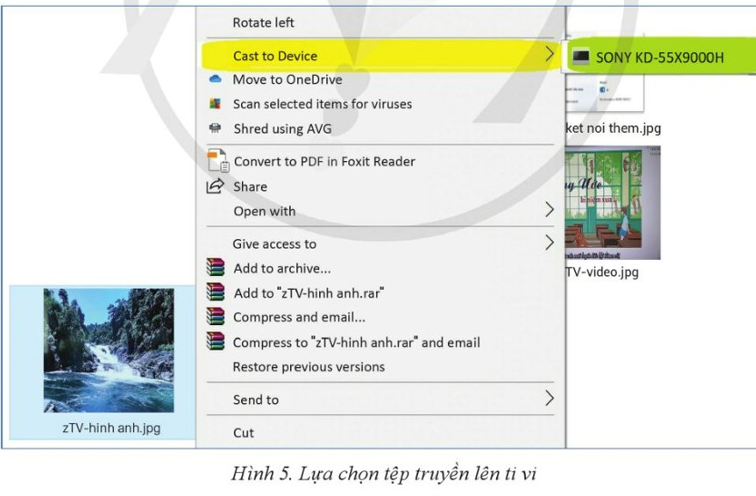 Rotate left
Cast to Device
SONY KD-55X9000H
Move to OneDrive
Scan selected items for viruses
Shred using AVG
ket noi them.jpg
Convert to PDF in Foxit Reader
Share
Open with
Give access to
TV-video.jpg
Add to archive...
Add to "zTV-hinh anh.rar"
Compress and email...
Compress to "zTV-hinh anh.rar" and email
Restore previous versions
Send to
zTV-hinh anh.jpg
Cut
Hình 5. Lựa chọn tệp truyền lên ti vi